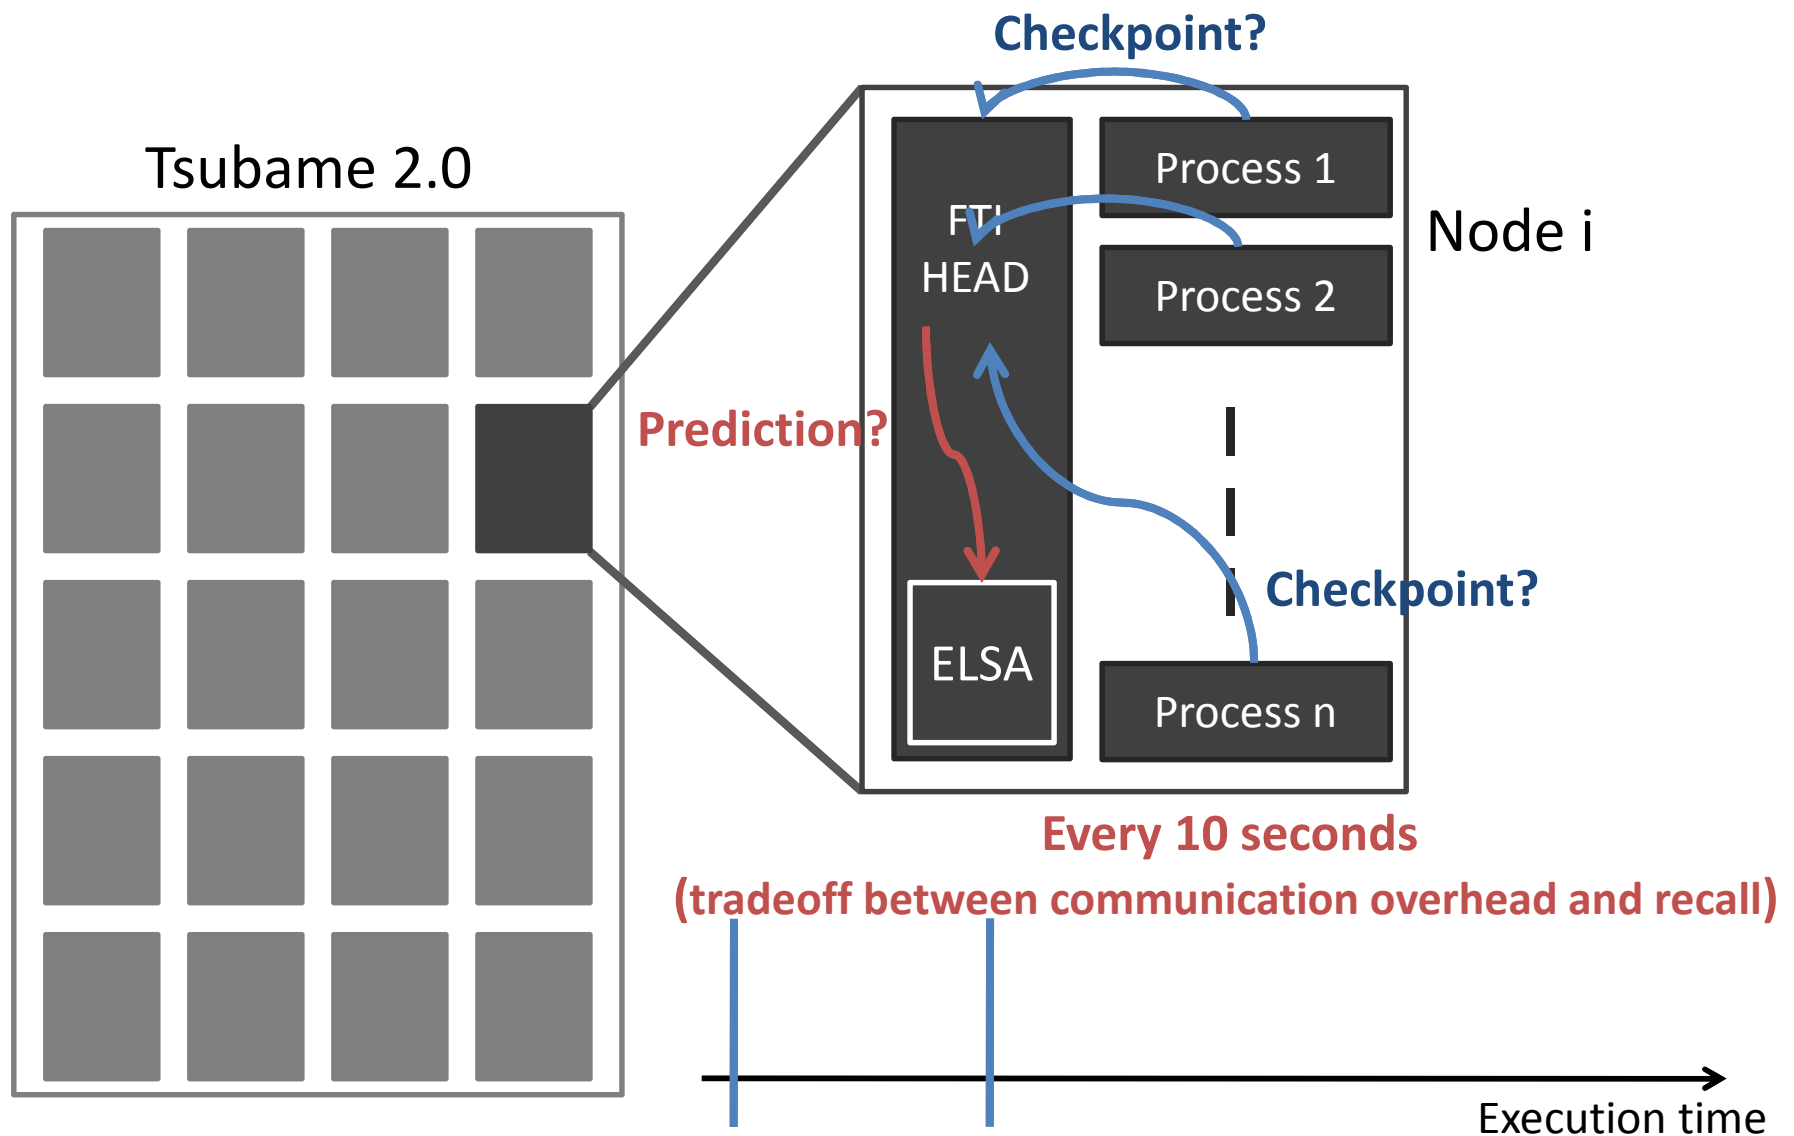 Checkpoint?
Tsubame 2.0
Process 1
FTI
HEAD
Node i
Process 2
Prediction?
Checkpoint?
ELSA
Process n
Every 10 seconds
(tradeoff between communication overhead and recall)
Execution time